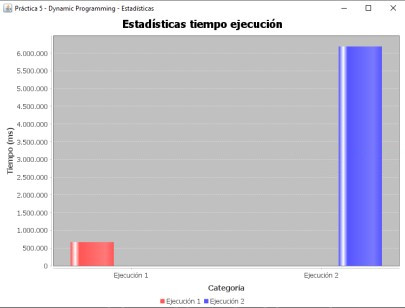 Práctica 5 - Dynamic Programming - Estadísticas
Estadísticas tiempo ejecución
6.000.000
5.500.000
5.000.000
4.500.000
4.000.000
3.500.000
3.000.000
2.500.000
2.000.000
1.500.000
1.000.000
500.000
0
Tiempo (ms)
Ejecución 1
Ejecución 2
Categoria
Ejecución 1 Ejecución 2